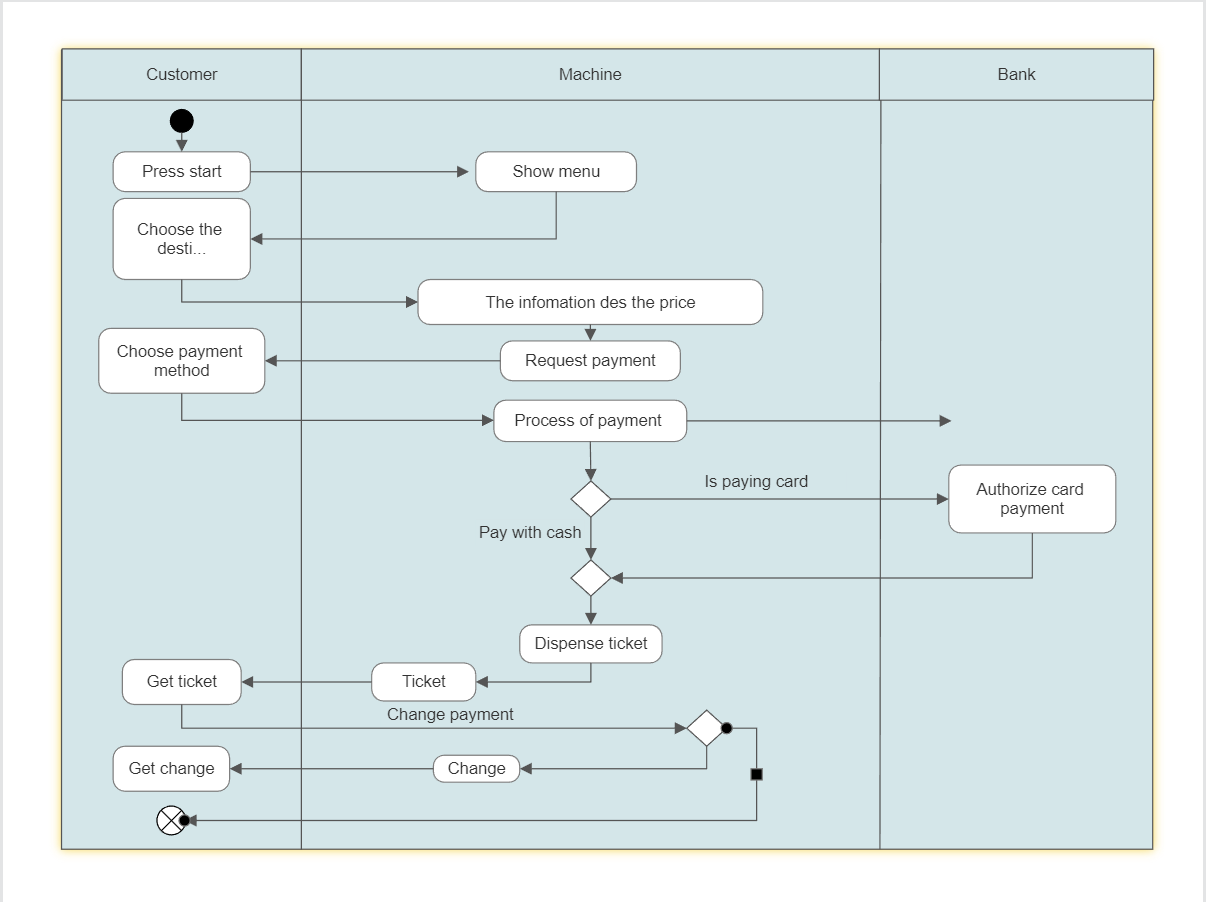 Customer
Machine
Bank
Press start
Show menu
Choose the
desti...
The infomation des the price
Choose payment
method
Request payment
Process of payment
Is paying card
Authorize card
payment
Pay with cash
Dispense ticket
Get ticket
Ticket
Change payment
Get change
Change